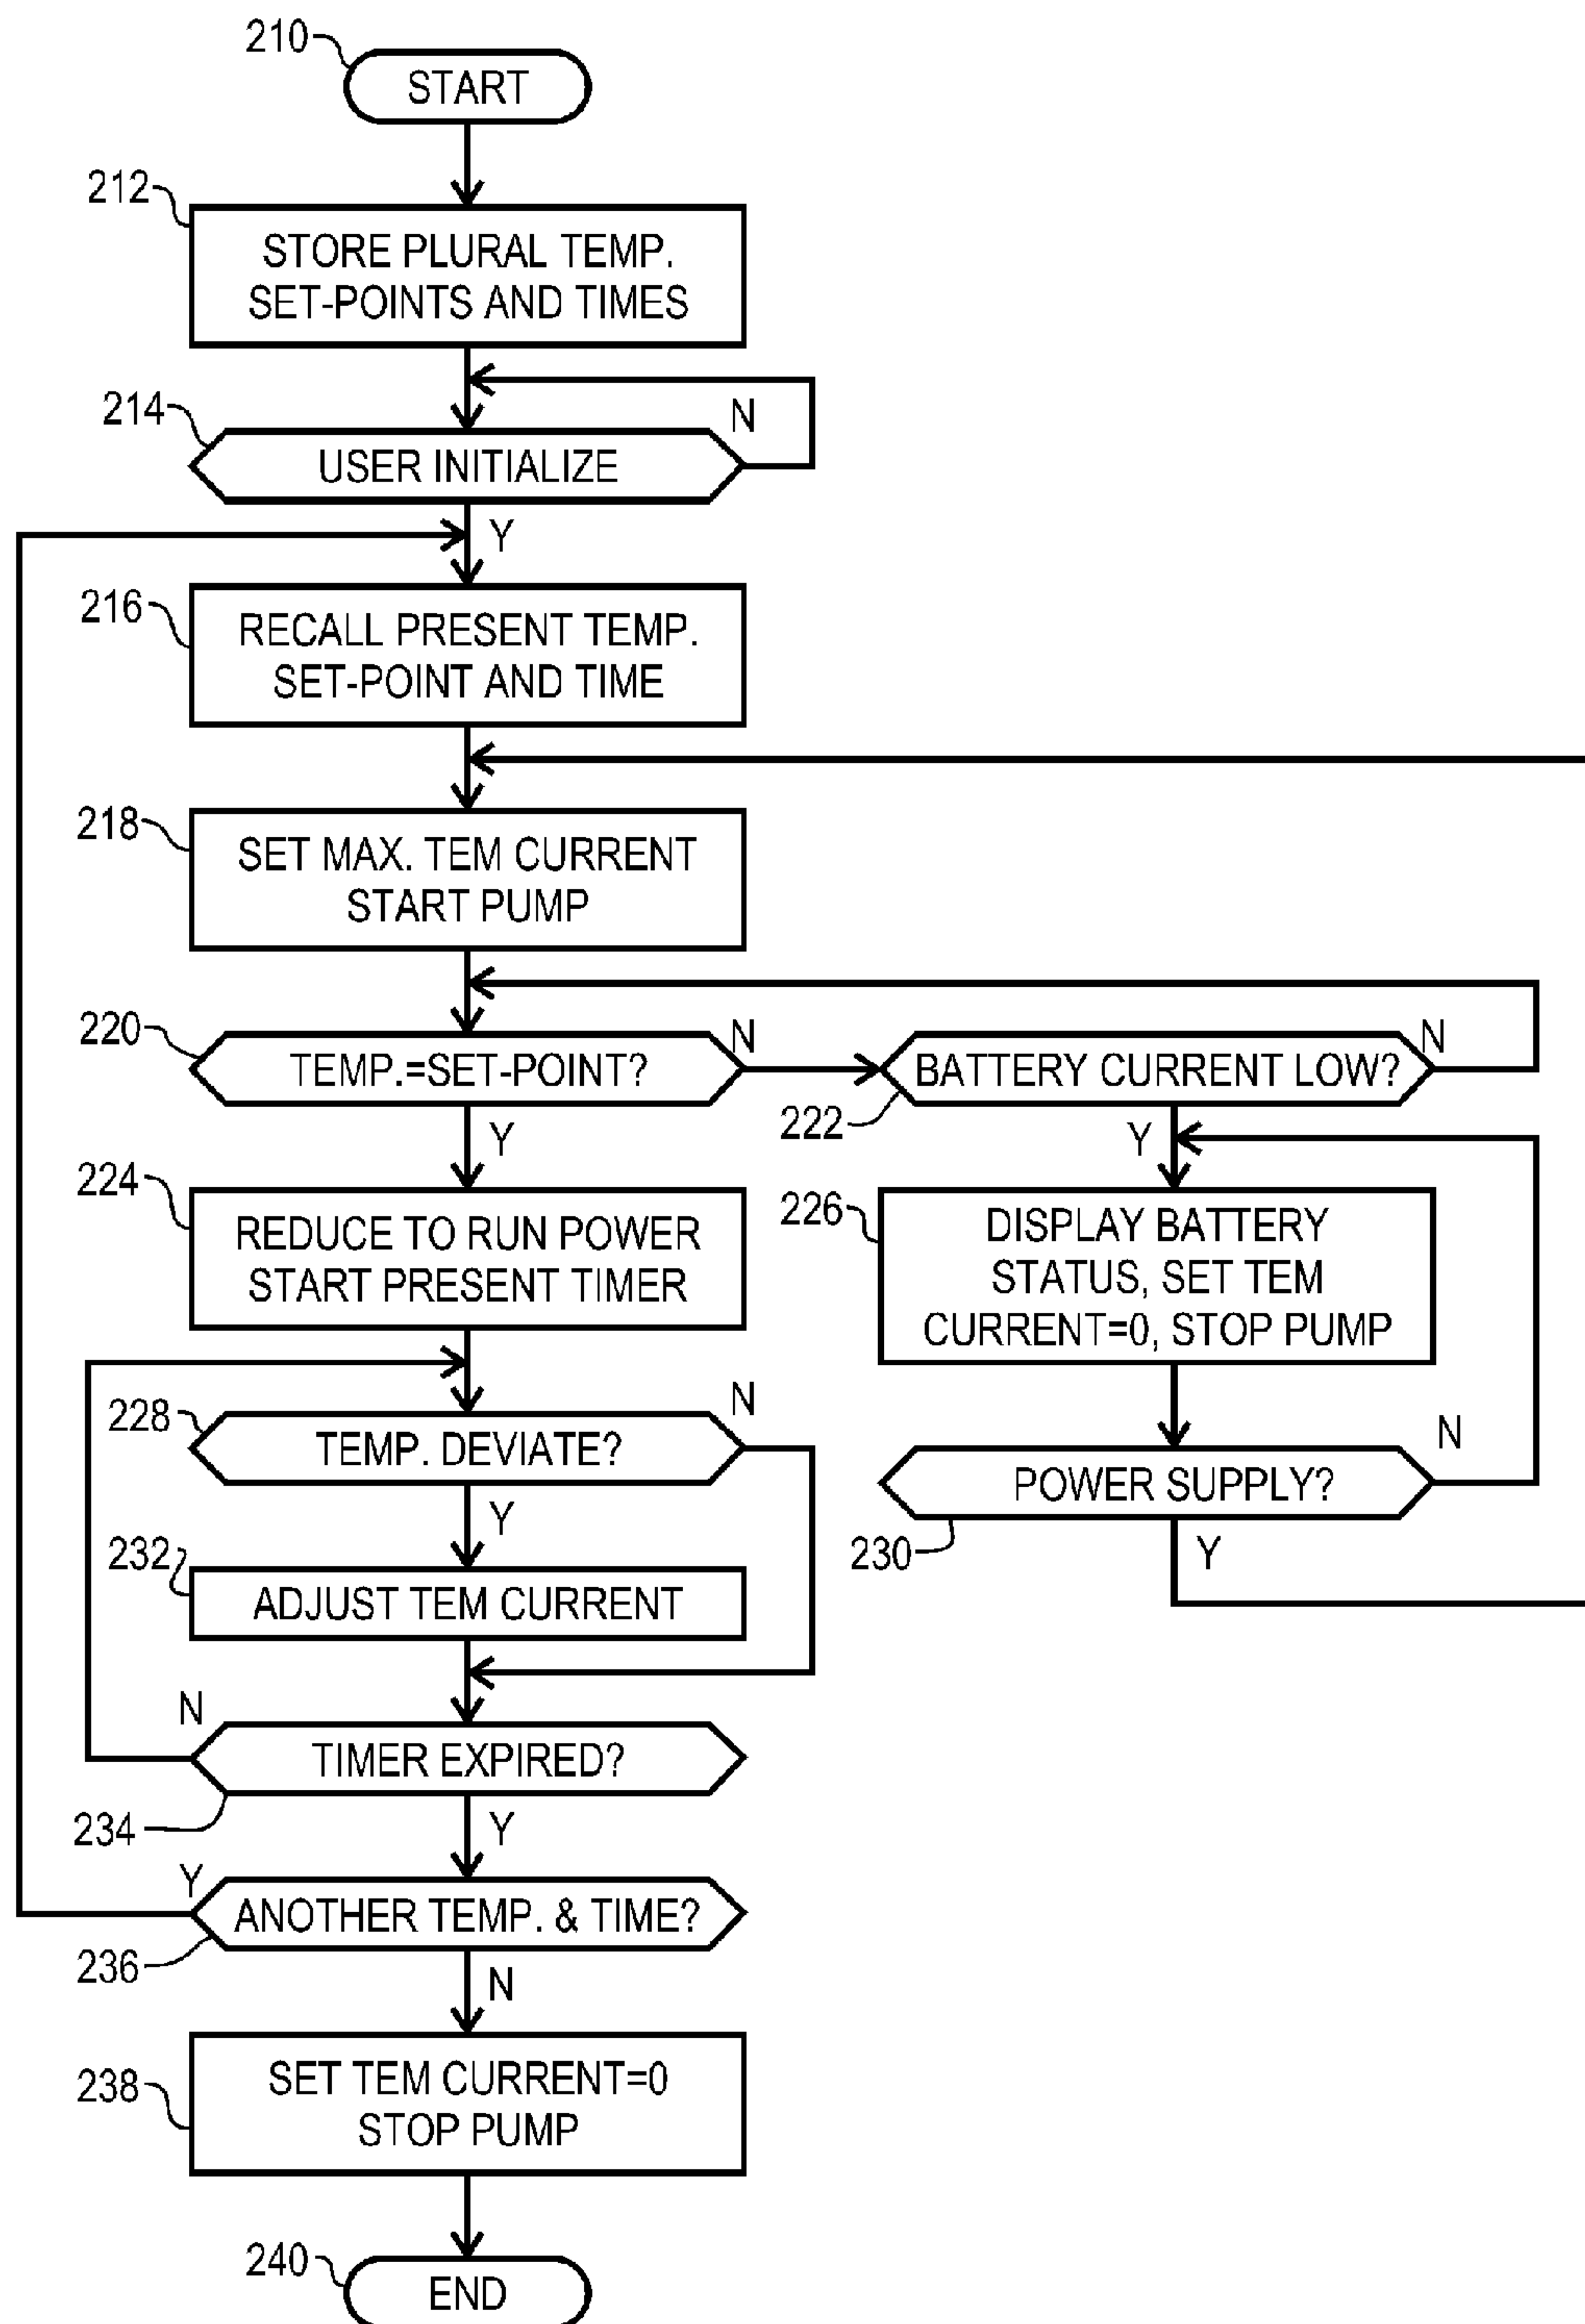 210
START
212
STORE PLURAL TEMP.
SET-POINTS AND TIMES
214
N
USER INITIALIZE
Y
216
RECALL PRESENT TEMP.
SET-POINT AND TIME
218
SET MAX. TEM CURRENT
START PUMP
220
N
TEMP.=SET-POINT?
Y
222
N
BATTERY CURRENT LOW?
Y
224
REDUCE TO RUN POWER
START PRESENT TIMER
226
DISPLAY BATTERY
STATUS, SET TEM
CURRENT=0, STOP PUMP
228
N
TEMP. DEVIATE?
Y
230
N
POWER SUPPLY?
Y
232
ADJUST TEM CURRENT
N
TIMER EXPIRED?
234
Y
Y
ANOTHER TEMP. & TIME?
236
N
238
SET TEM CURRENT=0
STOP PUMP
240
END